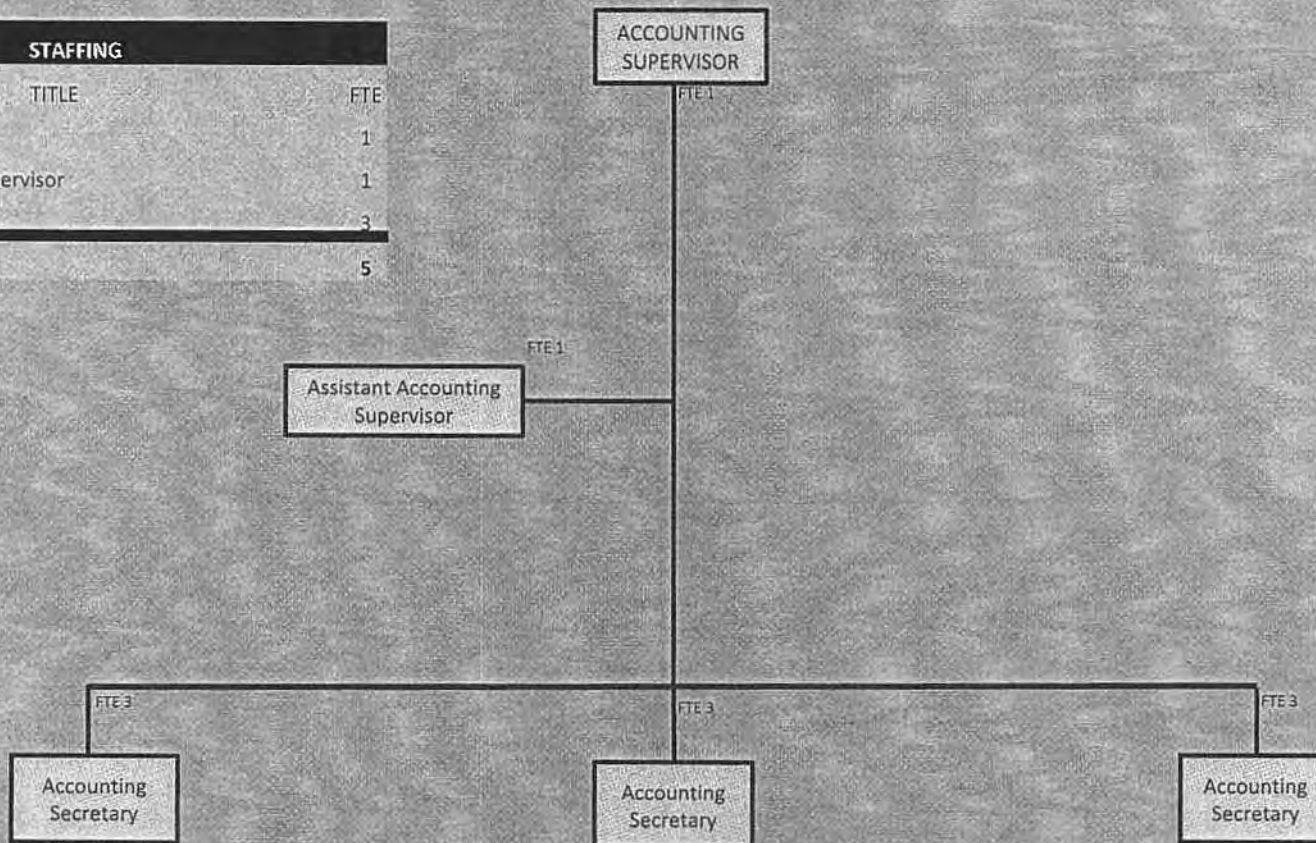 STAFFING
TITLE FTE
1
ervisor 1
3
5
ACCOUNTING
SUPERVISOR
FTE 1
FTE 1
Assistant Accounting
Supervisor
FTE 3
FTE 3
FTE 3
Accounting
Secretary
Accounting
Secretary
Accounting
Secretary